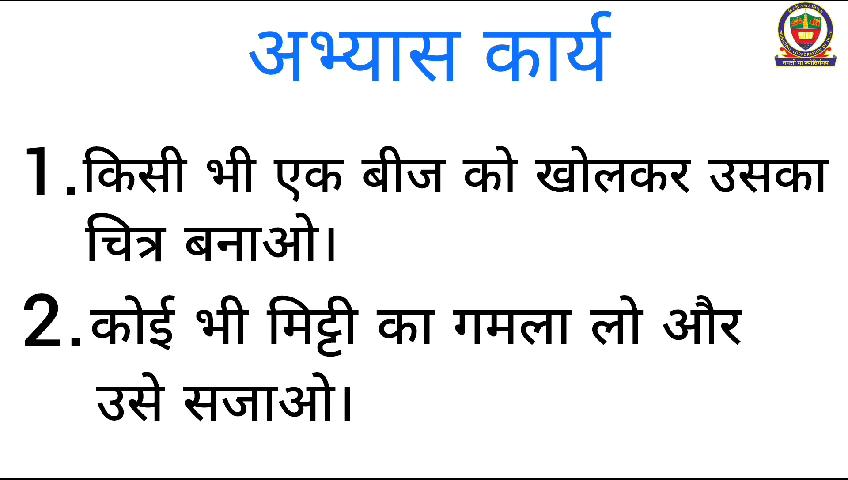 अभ्यास कार्य
1.किसी भी एक बीज को खोलकर उसका
चित्र बनाओ।
2.कोई भी मिट्टी का गमला लो और
उसे सजाओ।